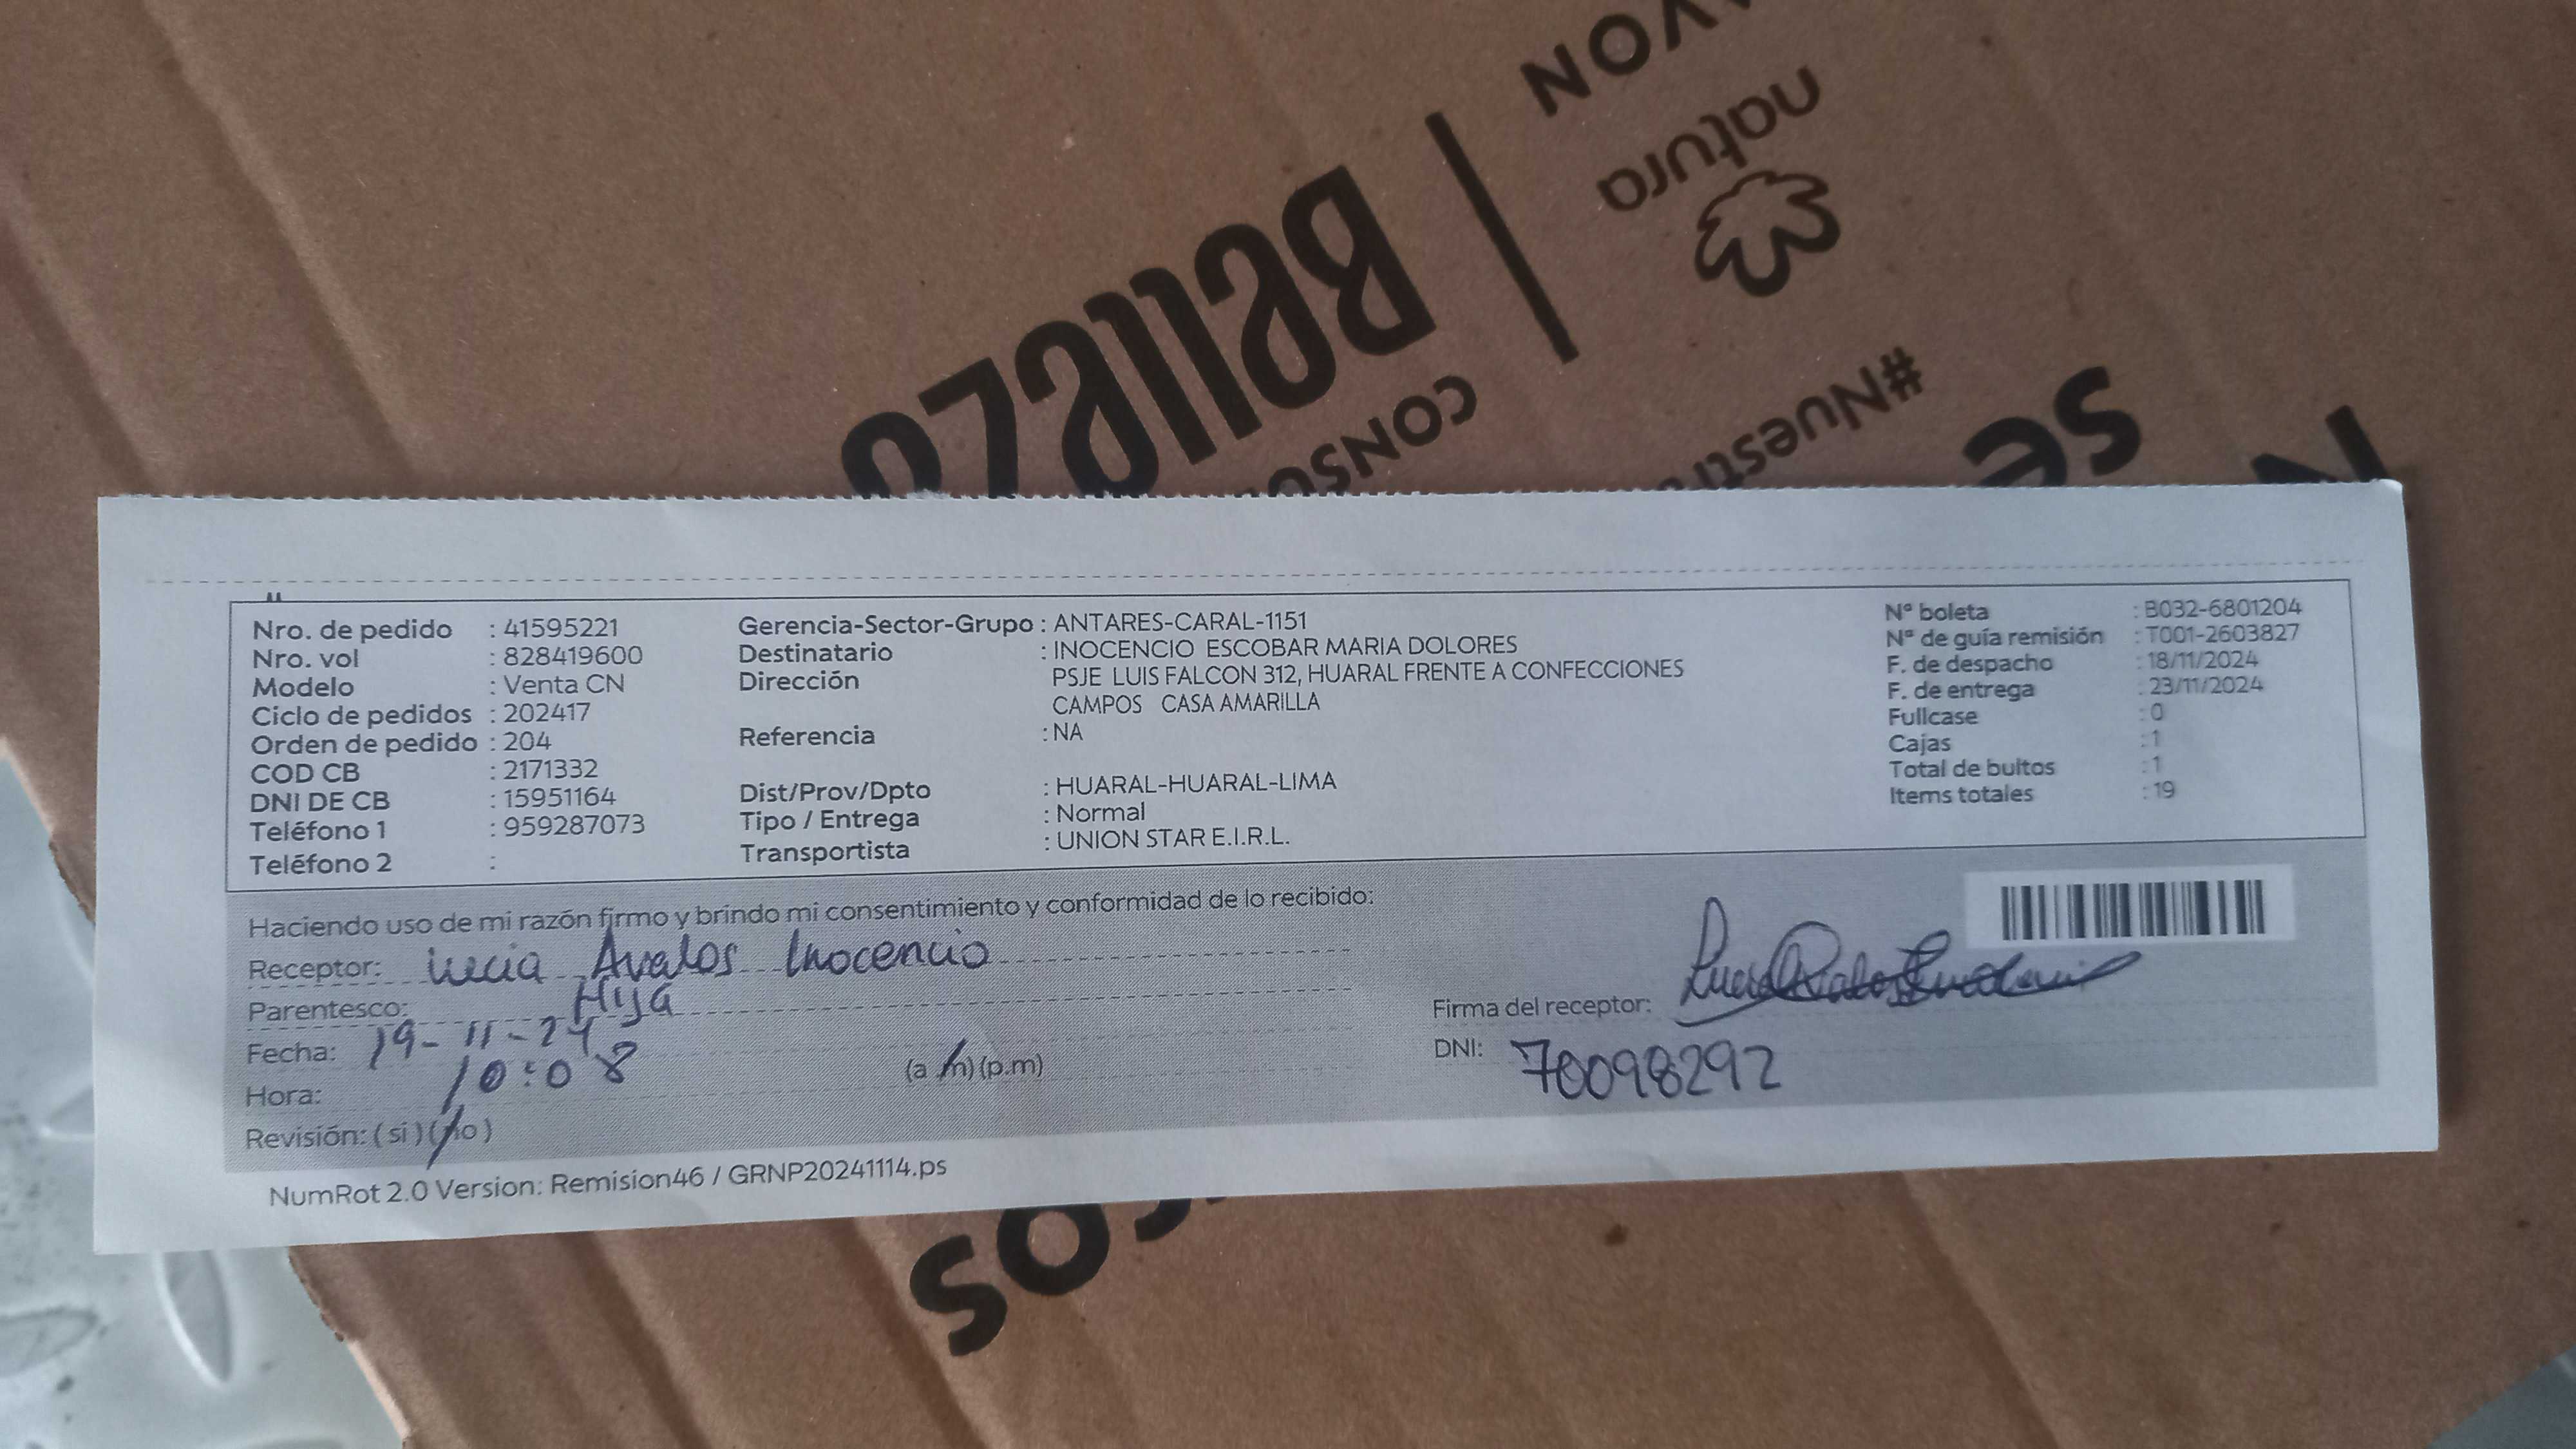 AVON
natura
Belleza
CONSU
#Nuestr
se
Nro. de pedido : 41595221
Nro. vol : 828419600
Modelo : Venta CN
Ciclo de pedidos : 202417
Orden de pedido : 204
COD CB : 2171332
DNI DE CB : 15951164
Teléfono 1 : 959287073
Teléfono 2 :
Gerencia-Sector-Grupo : ANTARES-CARAL-1151
Destinatario : INOCENCIO ESCOBAR MARIA DOLORES
Dirección PSJE LUIS FALCON 312, HUARAL FRENTE A CONFECCIONES
CAMPOS CASA AMARILLA
Referencia : NA
Dist/Prov/Dpto : HUARAL-HUARAL-LIMA
Tipo / Entrega : Normal
Transportista : UNION STAR E.I.R.L.
Nº boleta : B032-6801204
Nº de guía remisión : T001-2603827
F. de despacho : 18/11/2024
F. de entrega : 23/11/2024
Fullcase : 0
Cajas : 1
Total de bultos : 1
Items totales : 19
Haciendo uso de mi razón firmo y brindo mi consentimiento y conformidad de lo recibido:
Receptor: Lucia Avalos Inocencio
Parentesco: Hija
Fecha: 19-11-24
Hora: 10:08 (a.m) (p.m)
Revisión: (si) (no)
Firma del receptor:
DNI: 70098292
NumRot 2.0 Version: Remision46 / GRNP20241114.ps